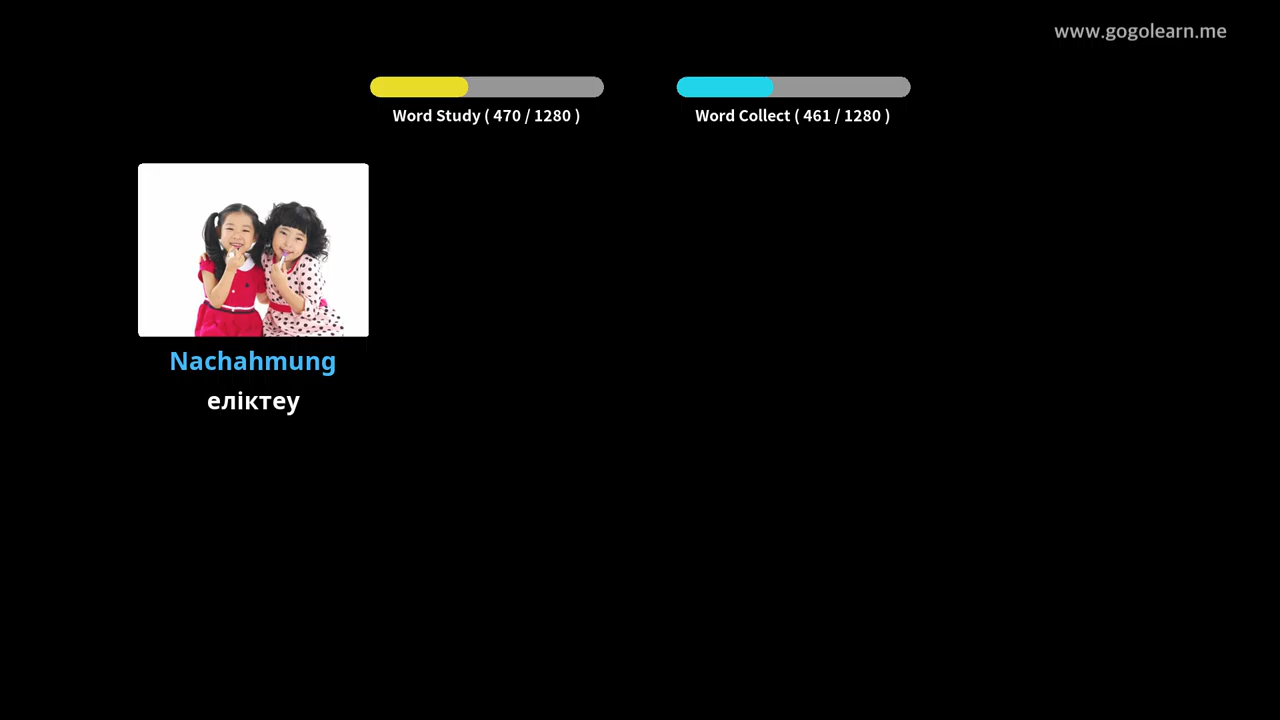 www.gogolearn.me
Word Study ( 470 / 1280 )
Word Collect ( 461 / 1280 )
Nachahmung
еліктеу